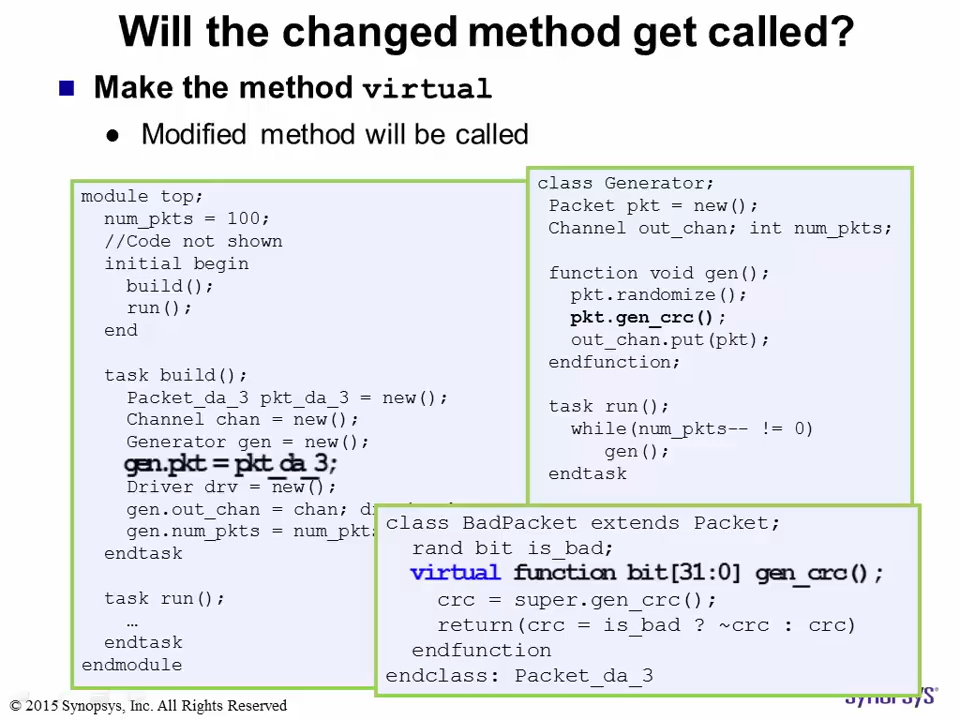 Will the changed method get called?
Make the method virtual
Modified method will be called
module top;
num_pkts = 100;
//Code not shown
initial begin
build();
run();
end
task build();
Packet_da_3 pkt_da_3 = new();
Channel chan = new();
Generator gen = new();
gen.pkt = pkt_da_3;
Driver drv = new();
gen.out_chan = chan;
gen.num_pkts = num_pkts
endtask
task run();
…
endtask
endmodule
class Generator;
Packet pkt = new();
Channel out_chan; int num_pkts;
function void gen();
pkt.randomize();
pkt.gen_crc();
out_chan.put(pkt);
endfunction;
task run();
while(num_pkts-- != 0)
gen();
endtask
class BadPacket extends Packet;
rand bit is_bad;
virtual function bit[31:0] gen_crc();
crc = super.gen_crc();
return(crc = is_bad ? ~crc : crc)
endfunction
endclass: Packet_da_3
© 2015 Synopsys, Inc. All Rights Reserved